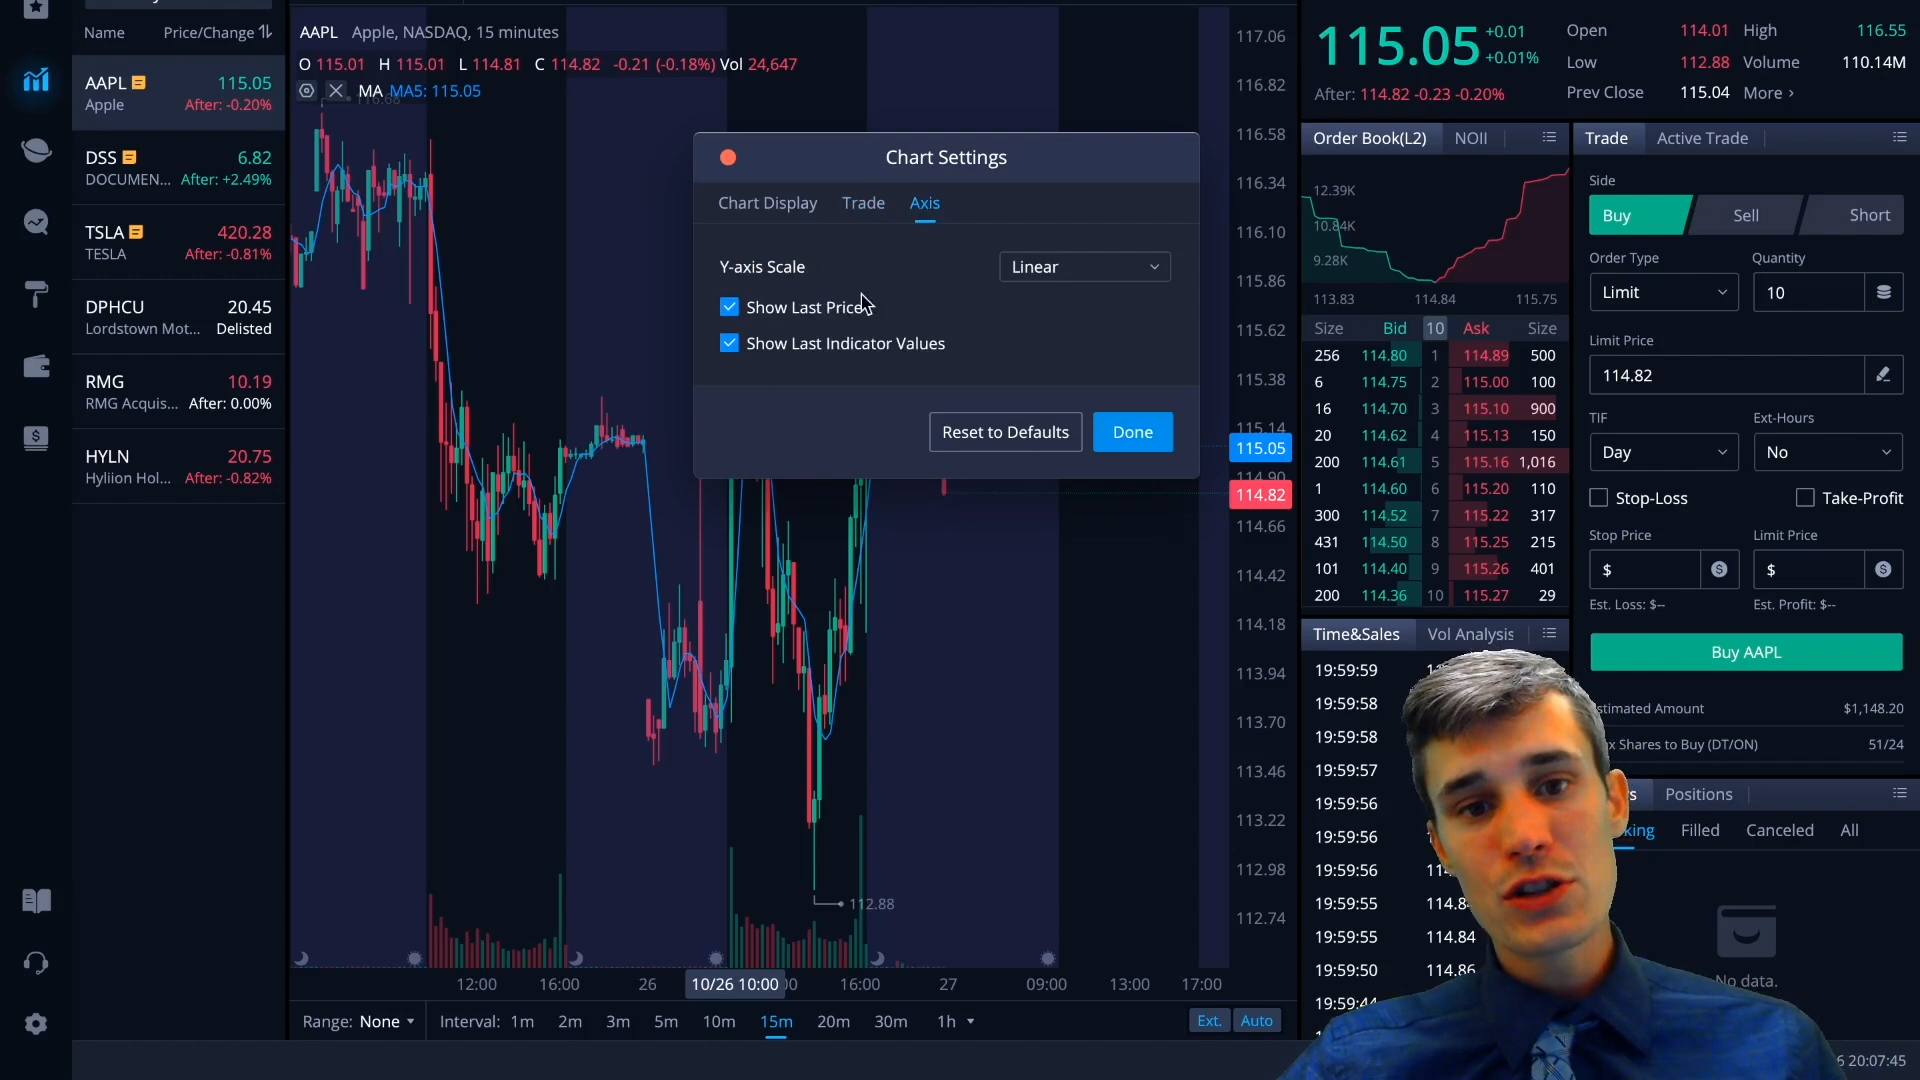 Name Price/Change
AAPL 115.05
Apple After: -0.20%
DSS 6.82
DOCUMEN... After: +2.49%
TSLA 420.28
TESLA After: -0.81%
DPHCU 20.45
Lordstown Mot... Delisted
RMG 10.19
RMG Acquis... After: 0.00%
HYLN 20.75
Hyliion Hol... After: -0.82%
AAPL Apple, NASDAQ, 15 minutes
O 115.01 H 115.01 L 114.81 C 114.82 -0.21 (-0.18%) Vol 24,647
MA MA5: 115.05
116.68
117.06
116.82
116.58
116.34
116.10
115.86
115.62
115.38
115.14
115.05
114.90
114.82
114.66
114.42
114.18
113.94
113.70
113.46
113.22
112.98
112.74
112.88
Chart Settings
Chart Display Trade Axis
Y-axis Scale Linear
Show Last Price
Show Last Indicator Values
Reset to Defaults Done
12:00 16:00 26 10/26 10:00 16:00 27 09:00 13:00 17:00
Range: None Interval: 1m 2m 3m 5m 10m 15m 20m 30m 1h Ext. Auto
115.05 +0.01
+0.01%
After: 114.82 -0.23 -0.20%
Open 114.01 High 116.55
Low 112.88 Volume 110.14M
Prev Close 115.04 More >
Order Book(L2) NOII
12.39K
10.84K
9.28K
113.83 114.84 115.75
Size Bid 10 Ask Size
256 114.80 1 114.89 500
6 114.75 2 115.00 100
16 114.70 3 115.10 900
20 114.62 4 115.13 150
200 114.61 5 115.16 1,016
1 114.60 6 115.20 110
300 114.52 7 115.22 317
431 114.50 8 115.25 215
101 114.40 9 115.26 401
200 114.36 10 115.27 29
Time&Sales Vol Analysis
19:59:59
19:59:58
19:59:58
19:59:57
19:59:56
19:59:56
19:59:56
19:59:55
19:59:55 114.84
19:59:50 114.86
19:59:44
Trade Active Trade
Side
Buy Sell Short
Order Type Quantity
Limit 10
Limit Price
114.82
TIF Ext-Hours
Day No
Stop-Loss Take-Profit
Stop Price Limit Price
$ $
Est. Loss: $-- Est. Profit: $--
Buy AAPL
stimated Amount $1,148.20
x Shares to Buy (DT/ON) 51/24
s Positions
king Filled Canceled All
No data.
20:07:45